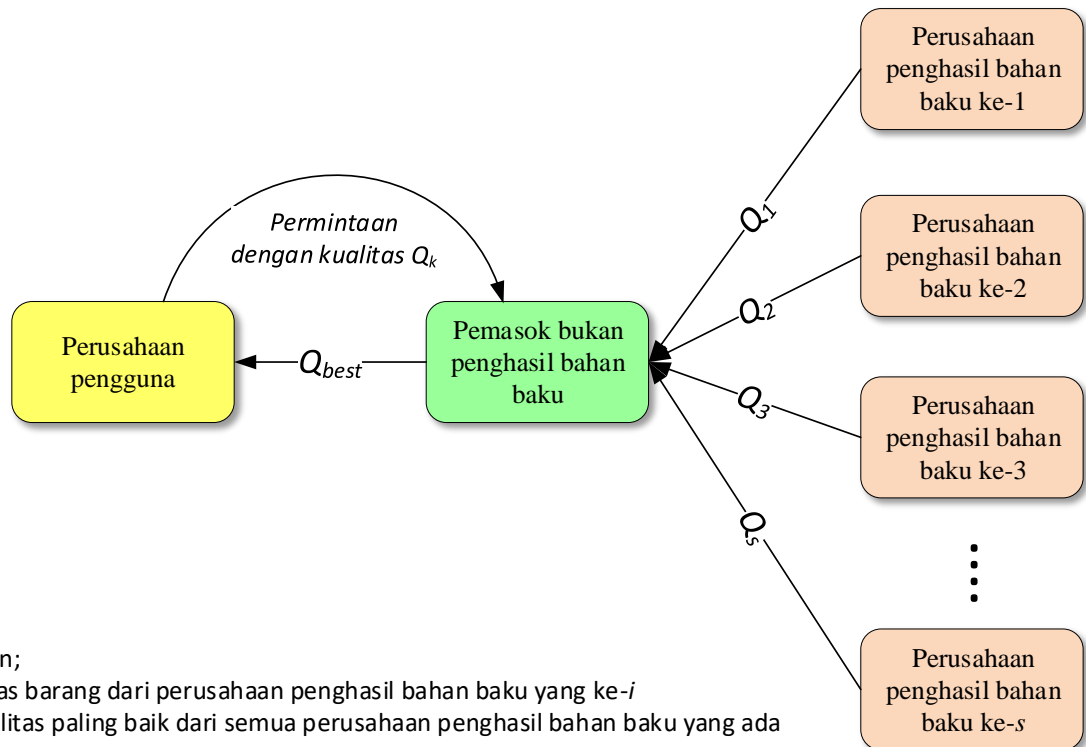 Perusahaan
penghasil bahan
baku ke-1
Q1
Permintaan
dengan kualitas Qk
Perusahaan
penghasil bahan
baku ke-2
Q2
Perusahaan
pengguna
Qbest
Pemasok bukan
penghasil bahan
baku
Q3
Perusahaan
penghasil bahan
baku ke-3
Qs
Perusahaan
penghasil bahan
baku ke-s
n;
as barang dari perusahaan penghasil bahan baku yang ke-i
litas paling baik dari semua perusahaan penghasil bahan baku yang ada